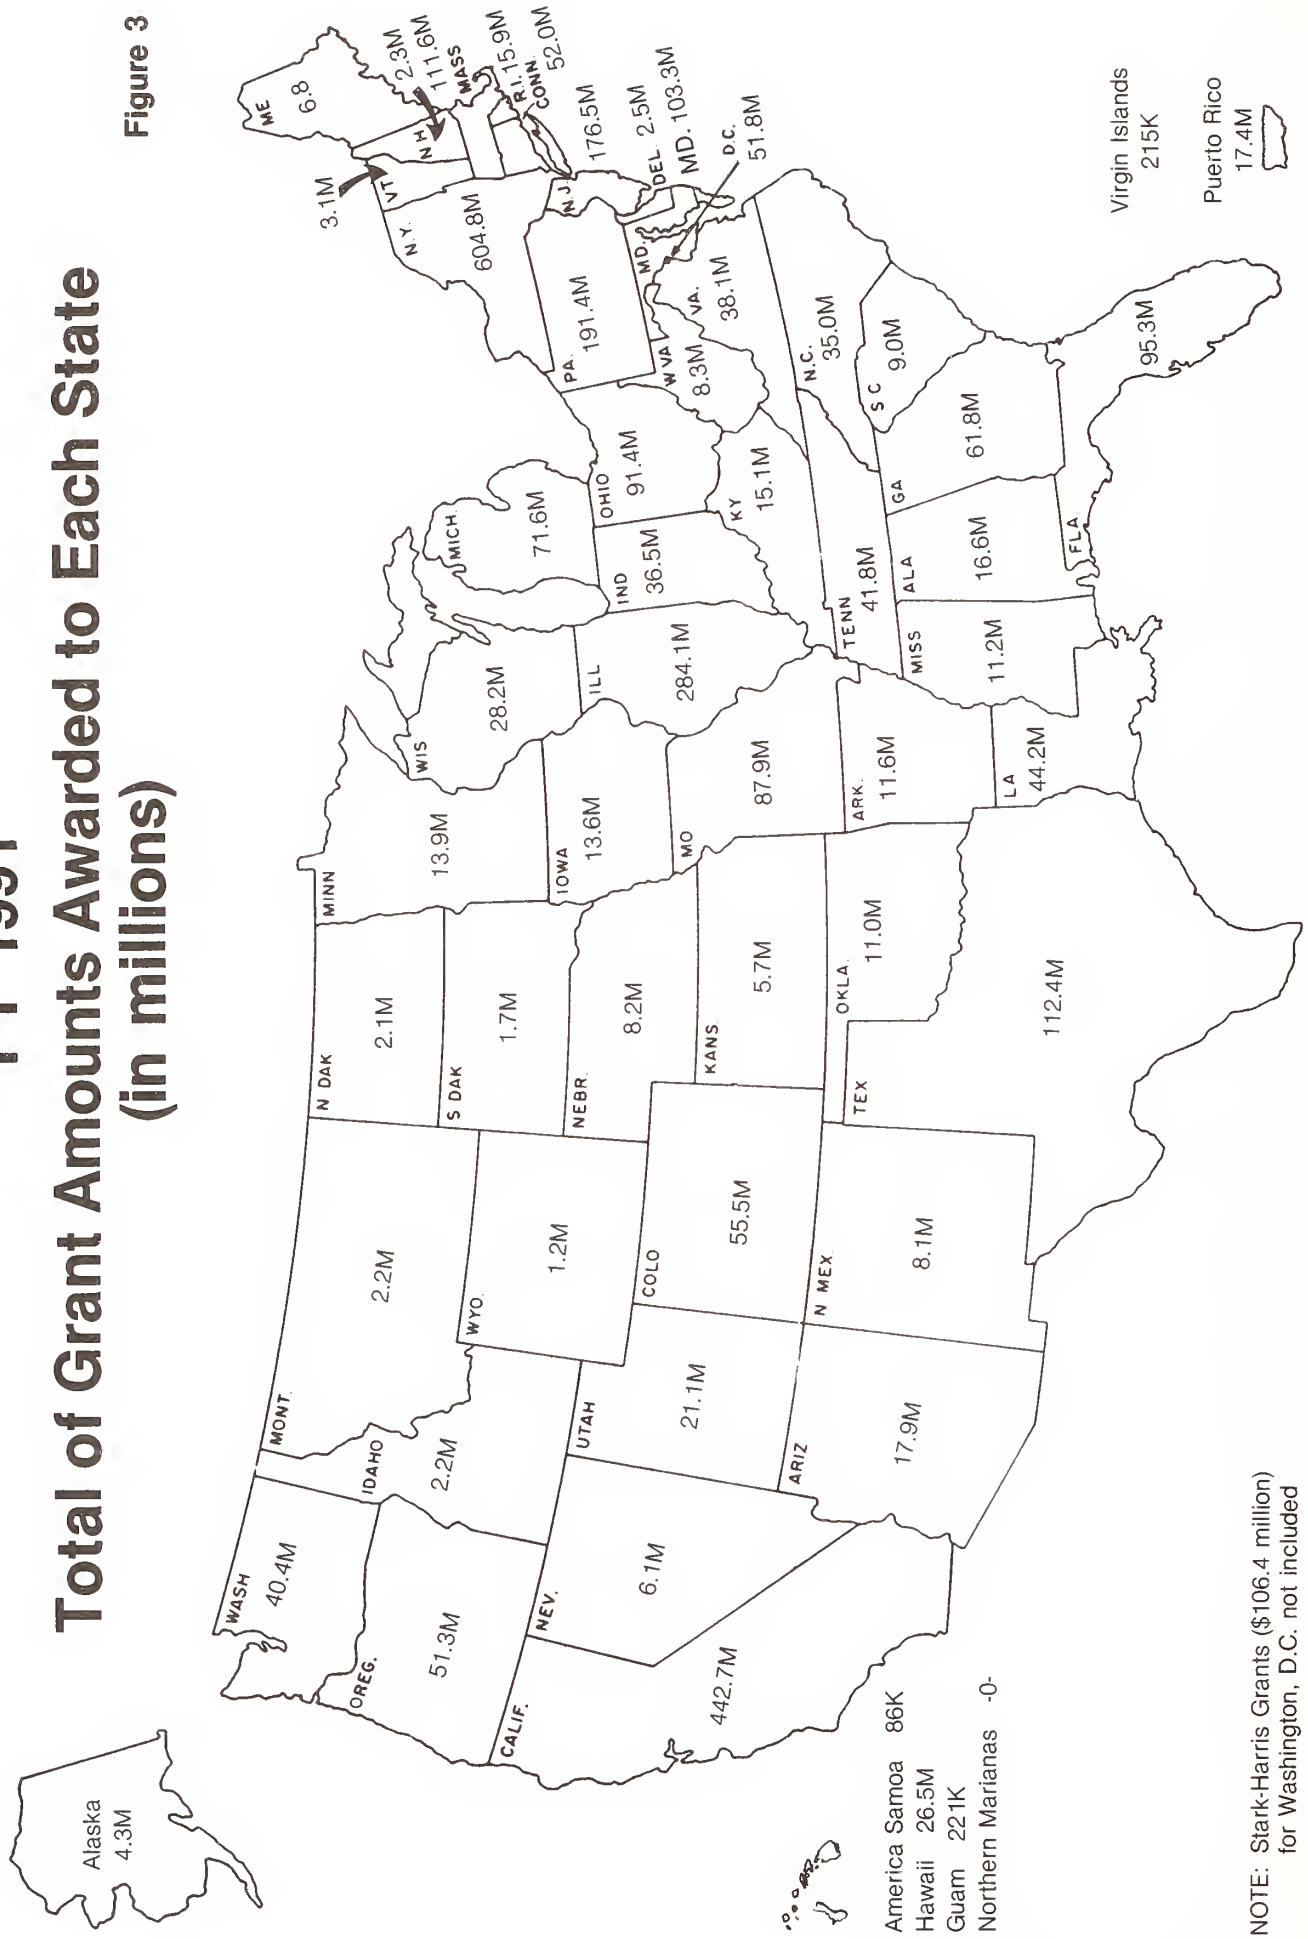 1991
Total of Grant Amounts Awarded to Each State
(in millions)
Figure 3
Alaska
4.3M
WASH
40.4M
OREG.
51.3M
CALIF.
442.7M
NEV.
6.1M
IDAHO
2.2M
MONT.
2.2M
WYO.
1.2M
UTAH
21.1M
ARIZ
17.9M
COLO
55.5M
N MEX.
8.1M
N DAK
2.1M
S DAK
1.7M
NEBR.
8.2M
KANS.
5.7M
OKLA.
11.0M
TEX
112.4M
MINN
13.9M
IOWA
13.6M
MO
87.9M
ARK.
11.6M
LA
44.2M
WIS
28.2M
ILL
284.1M
MICH.
71.6M
IND
36.5M
OHIO
91.4M
KY
15.1M
TENN
41.8M
MISS
11.2M
ALA
16.6M
GA
61.8M
FLA.
95.3M
S C
9.0M
N.C.
35.0M
VA.
38.1M
W VA
8.3M
MD.
PA.
191.4M
N.Y.
604.8M
VT.
3.1M
N H
2.3M
ME
6.8
111.6M
MASS
R.I. 15.9M
CONN.
52.0M
N.J.
176.5M
DEL. 2.5M
MD. 103.3M
D.C.
51.8M
America Samoa 86K
Hawaii 26.5M
Guam 221K
Northern Marianas -0-
Virgin Islands
215K
Puerto Rico
17.4M
NOTE: Stark-Harris Grants ($106.4 million)
for Washington, D.C. not included